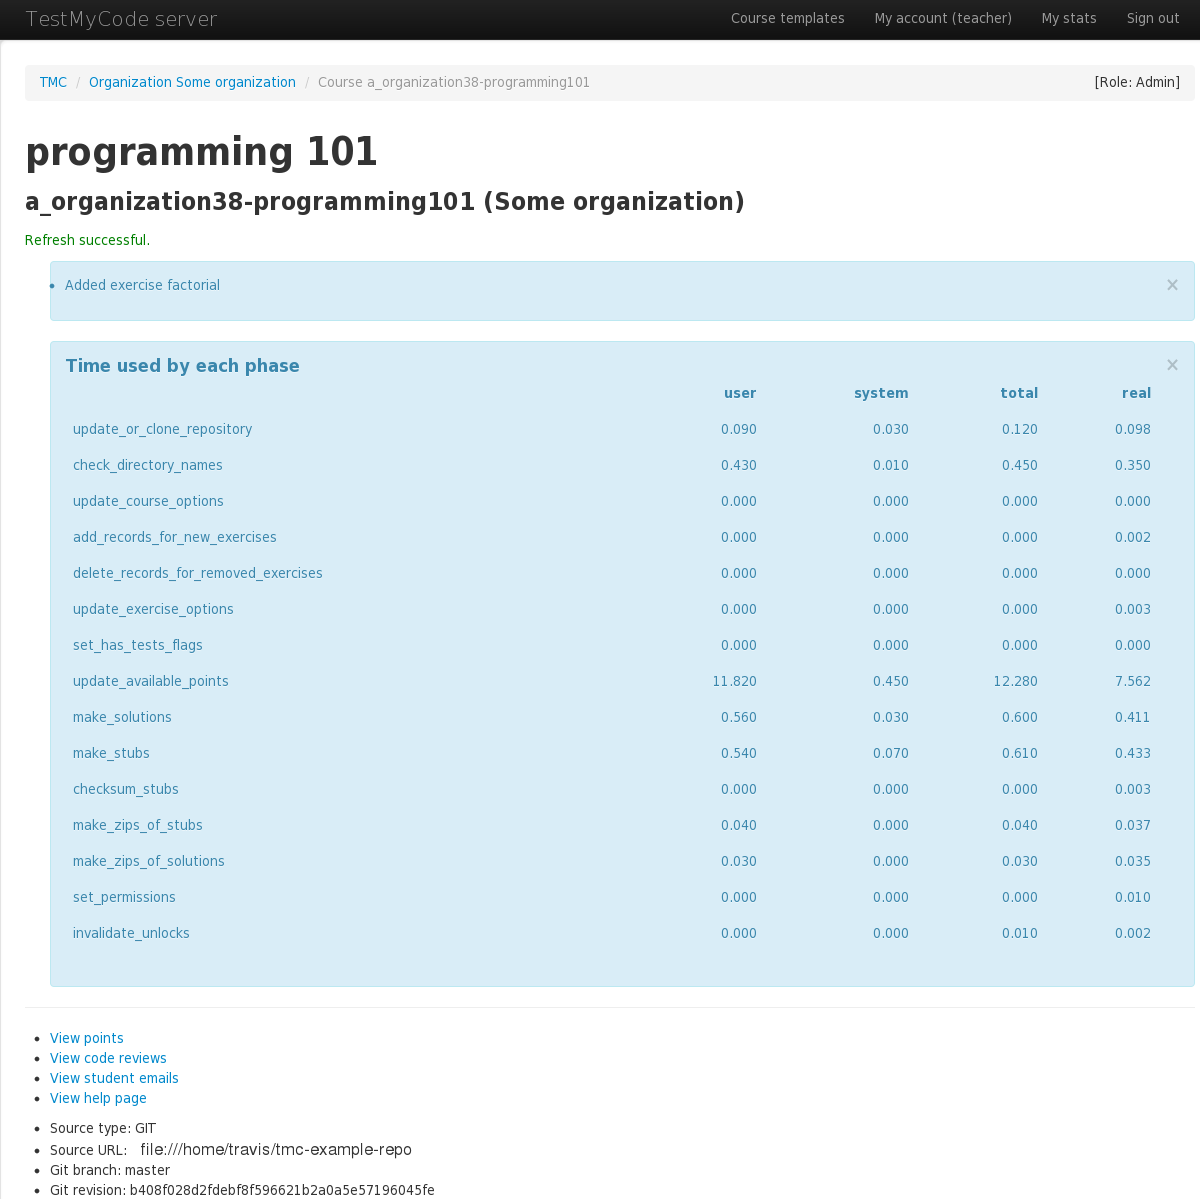 TestMyCode server Course templates My account (teacher) My stats Sign out
TMC / Organization Some organization / Course a_organization38-programming101 [Role: Admin]
programming 101
a_organization38-programming101 (Some organization)
Refresh successful.
• Added exercise factorial ×
Time used by each phase ×
user system total real
update_or_clone_repository 0.090 0.030 0.120 0.098
check_directory_names 0.430 0.010 0.450 0.350
update_course_options 0.000 0.000 0.000 0.000
add_records_for_new_exercises 0.000 0.000 0.000 0.002
delete_records_for_removed_exercises 0.000 0.000 0.000 0.000
update_exercise_options 0.000 0.000 0.000 0.003
set_has_tests_flags 0.000 0.000 0.000 0.000
update_available_points 11.820 0.450 12.280 7.562
make_solutions 0.560 0.030 0.600 0.411
make_stubs 0.540 0.070 0.610 0.433
checksum_stubs 0.000 0.000 0.000 0.003
make_zips_of_stubs 0.040 0.000 0.040 0.037
make_zips_of_solutions 0.030 0.000 0.030 0.035
set_permissions 0.000 0.000 0.000 0.010
invalidate_unlocks 0.000 0.000 0.010 0.002
• View points
• View code reviews
• View student emails
• View help page
• Source type: GIT
• Source URL: file:///home/travis/tmc-example-repo
• Git branch: master
• Git revision: b408f028d2fdebf8f596621b2a0a5e57196045fe